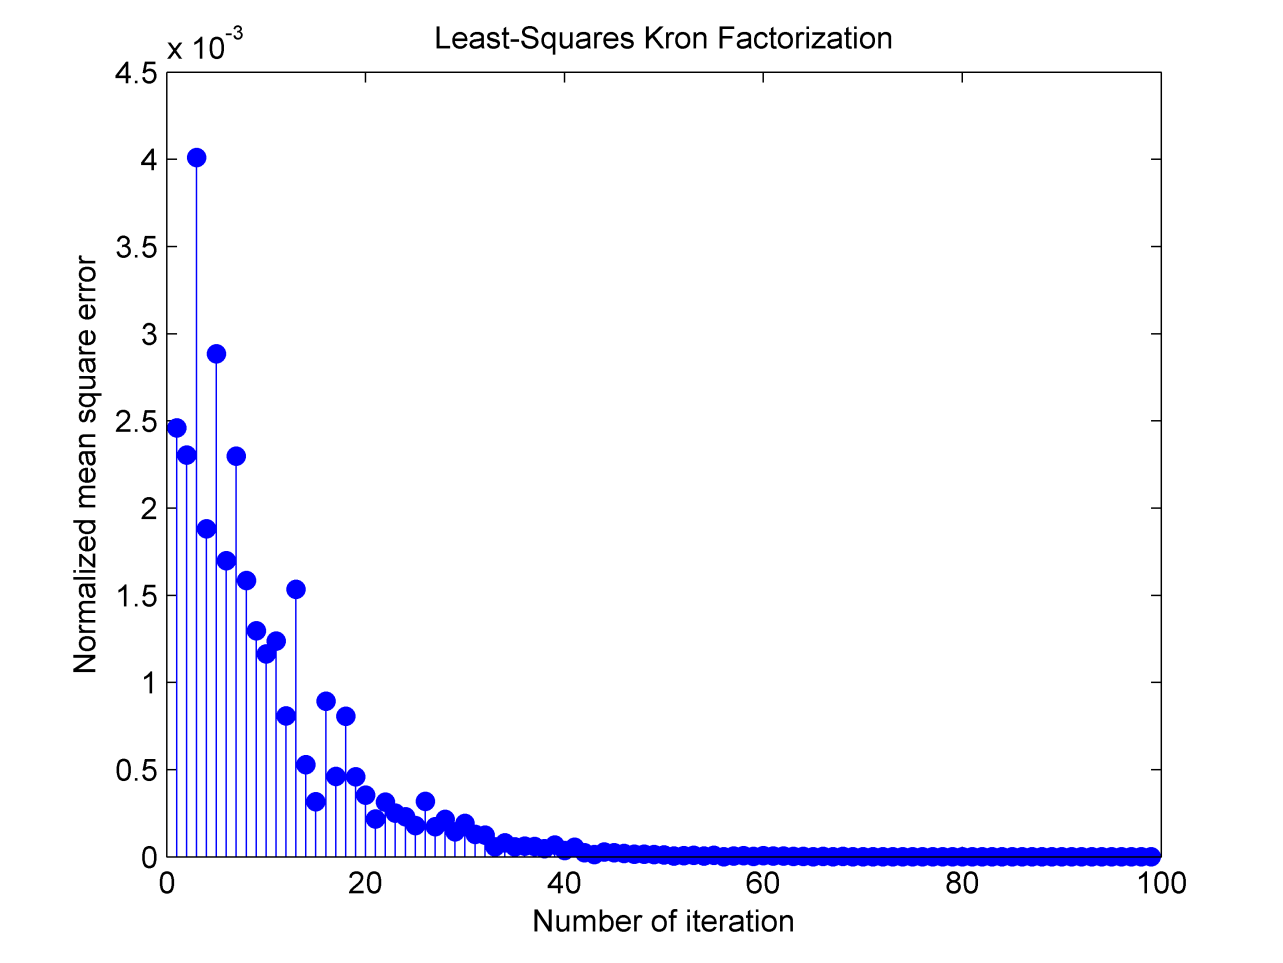 Least-Squares Kron Factorization
x 10^-3
4.5
4
3.5
3
2.5
2
1.5
1
0.5
0
Normalized mean square error
0 20 40 60 80 100
Number of iteration